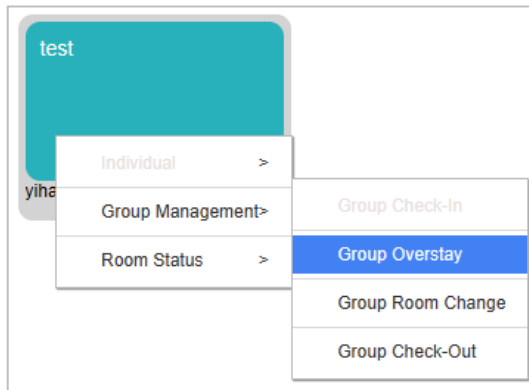 test
Individual >
yiha
Group Management>
Room Status >
Group Check-In
Group Overstay
Group Room Change
Group Check-Out